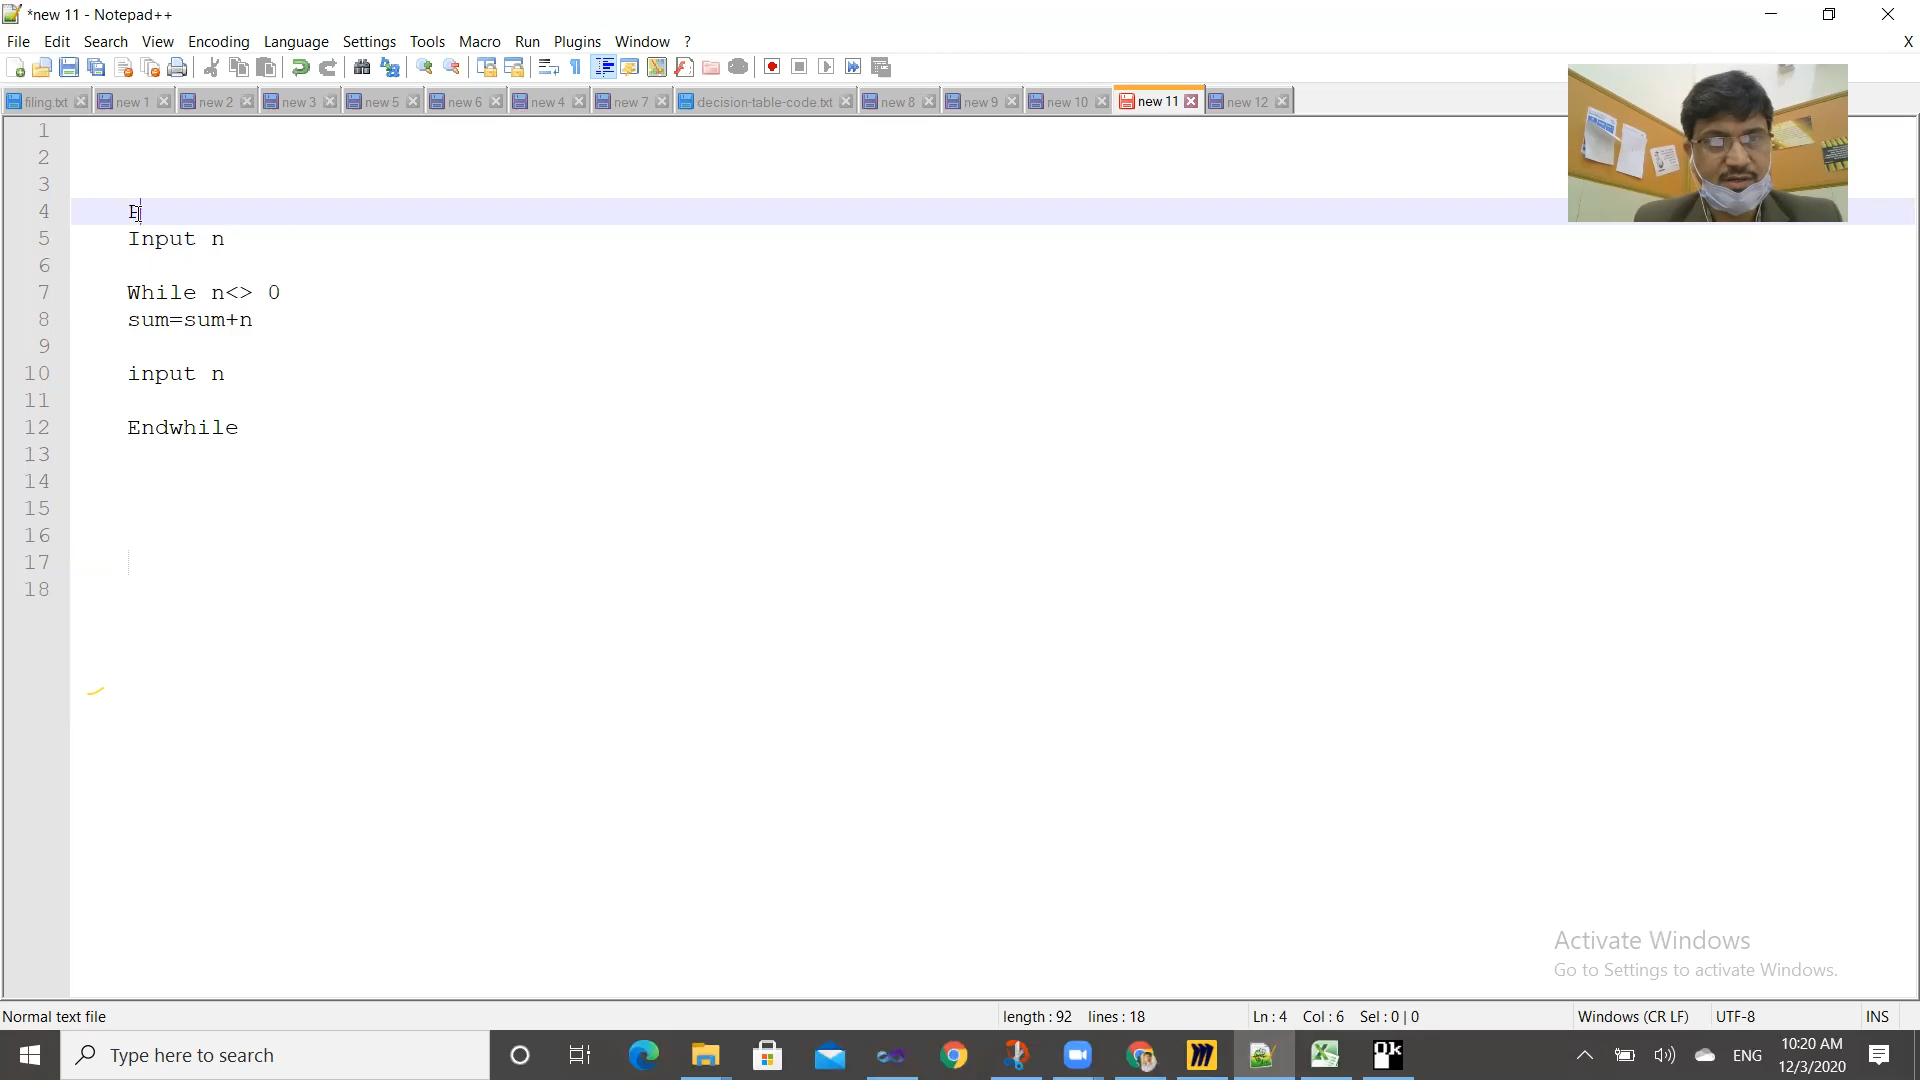 *new 11 - Notepad++
File Edit Search View Encoding Language Settings Tools Macro Run Plugins Window ? X
filing.txt new 1 new 2 new 3 new 5 new 6 new 4 new 7 decision-table-code.txt new 8 new 9 new 10 new 11 new 12
1
2
3
4
5 Input n
6
7 While n<> 0
8 sum=sum+n
9
10 input n
11
12 Endwhile
13
14
15
16
17
18
Activate Windows
Go to Settings to activate Windows.
Normal text file length : 92 lines : 18 Ln : 4 Col : 6 Sel : 0 | 0 Windows (CR LF) UTF-8 INS
Type here to search ENG 10:20 AM
12/3/2020